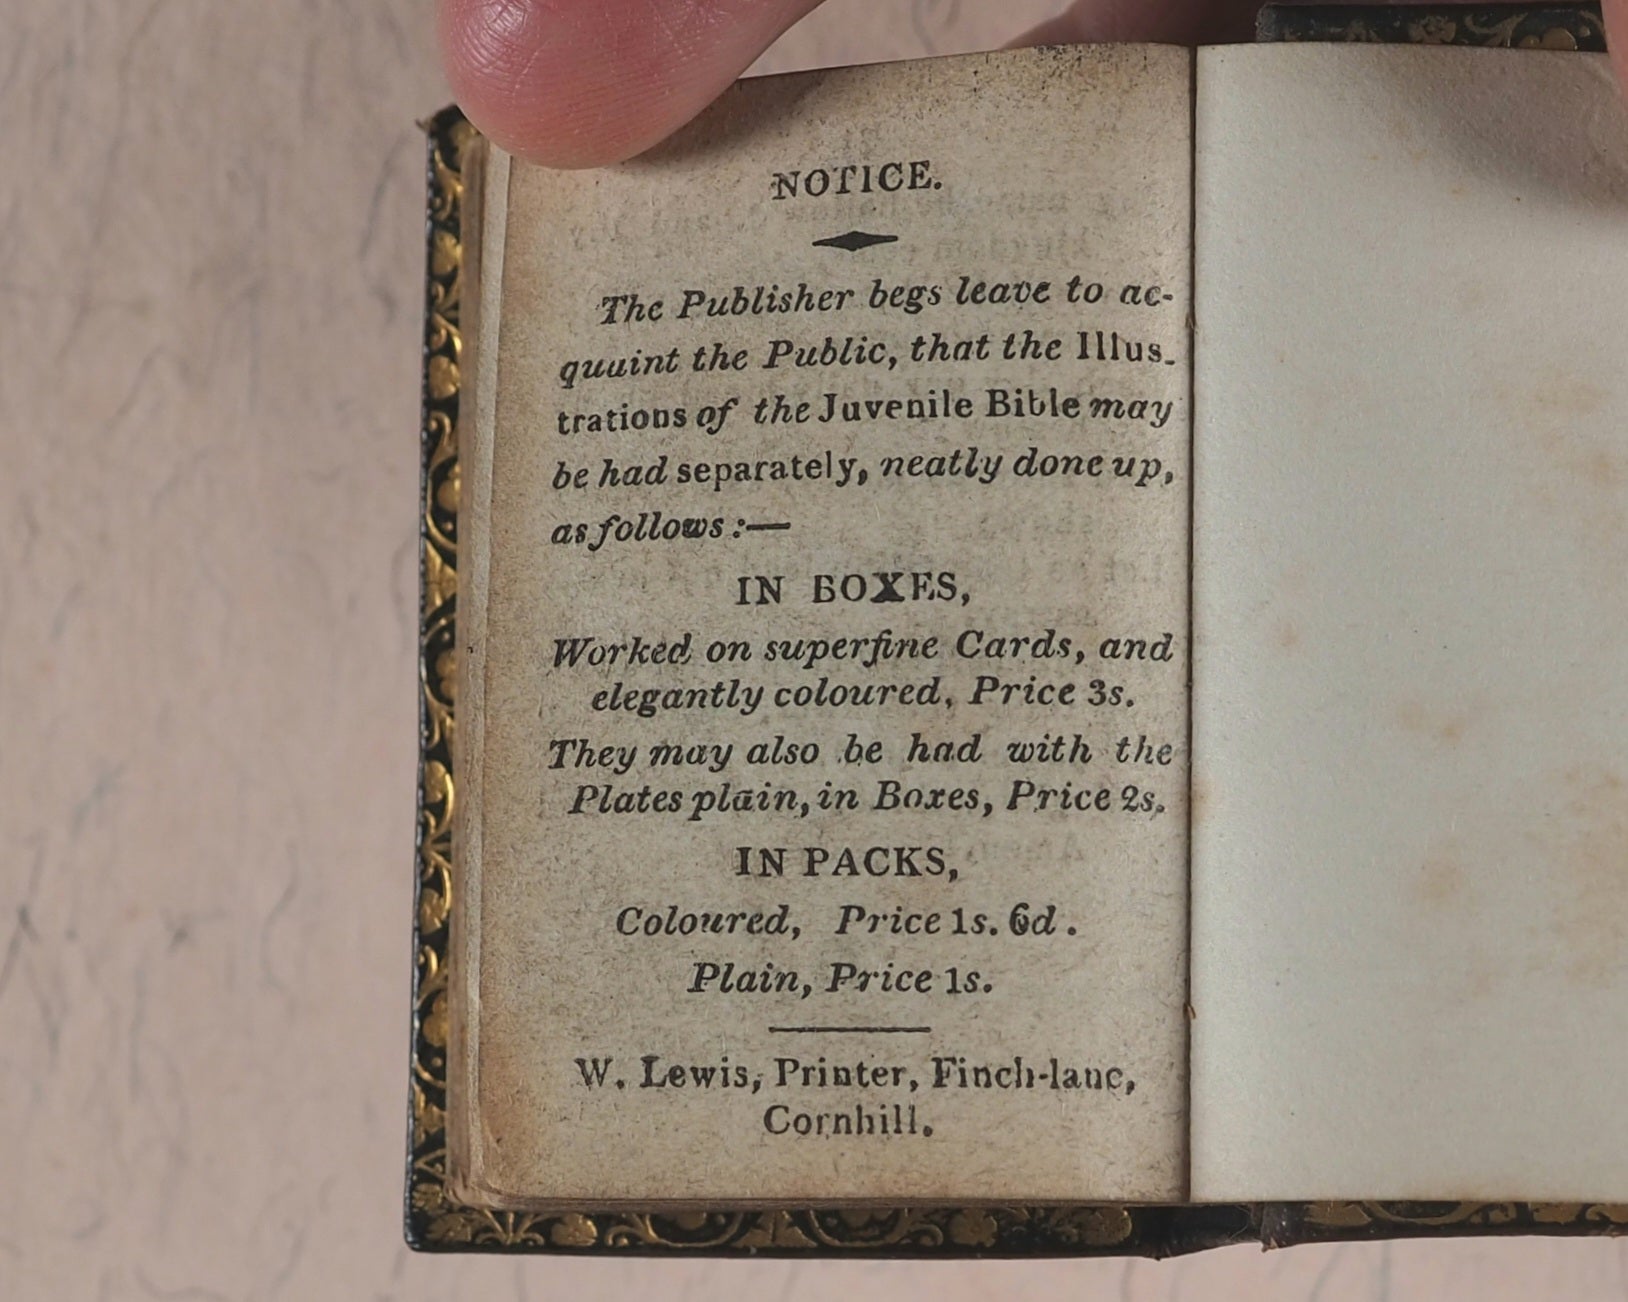 NOTICE.
The Publisher begs leave to ac-
quaint the Public, that the Illus-
trations of the Juvenile Bible may
be had separately, neatly done up,
as follows :—
IN BOXES,
Worked on superfine Cards, and
elegantly coloured, Price 3s.
They may also be had with the
Plates plain, in Boxes, Price 2s.
IN PACKS,
Coloured, Price 1s. 6d.
Plain, Price 1s.
W. Lewis, Printer, Finch-lane,
Cornhill.